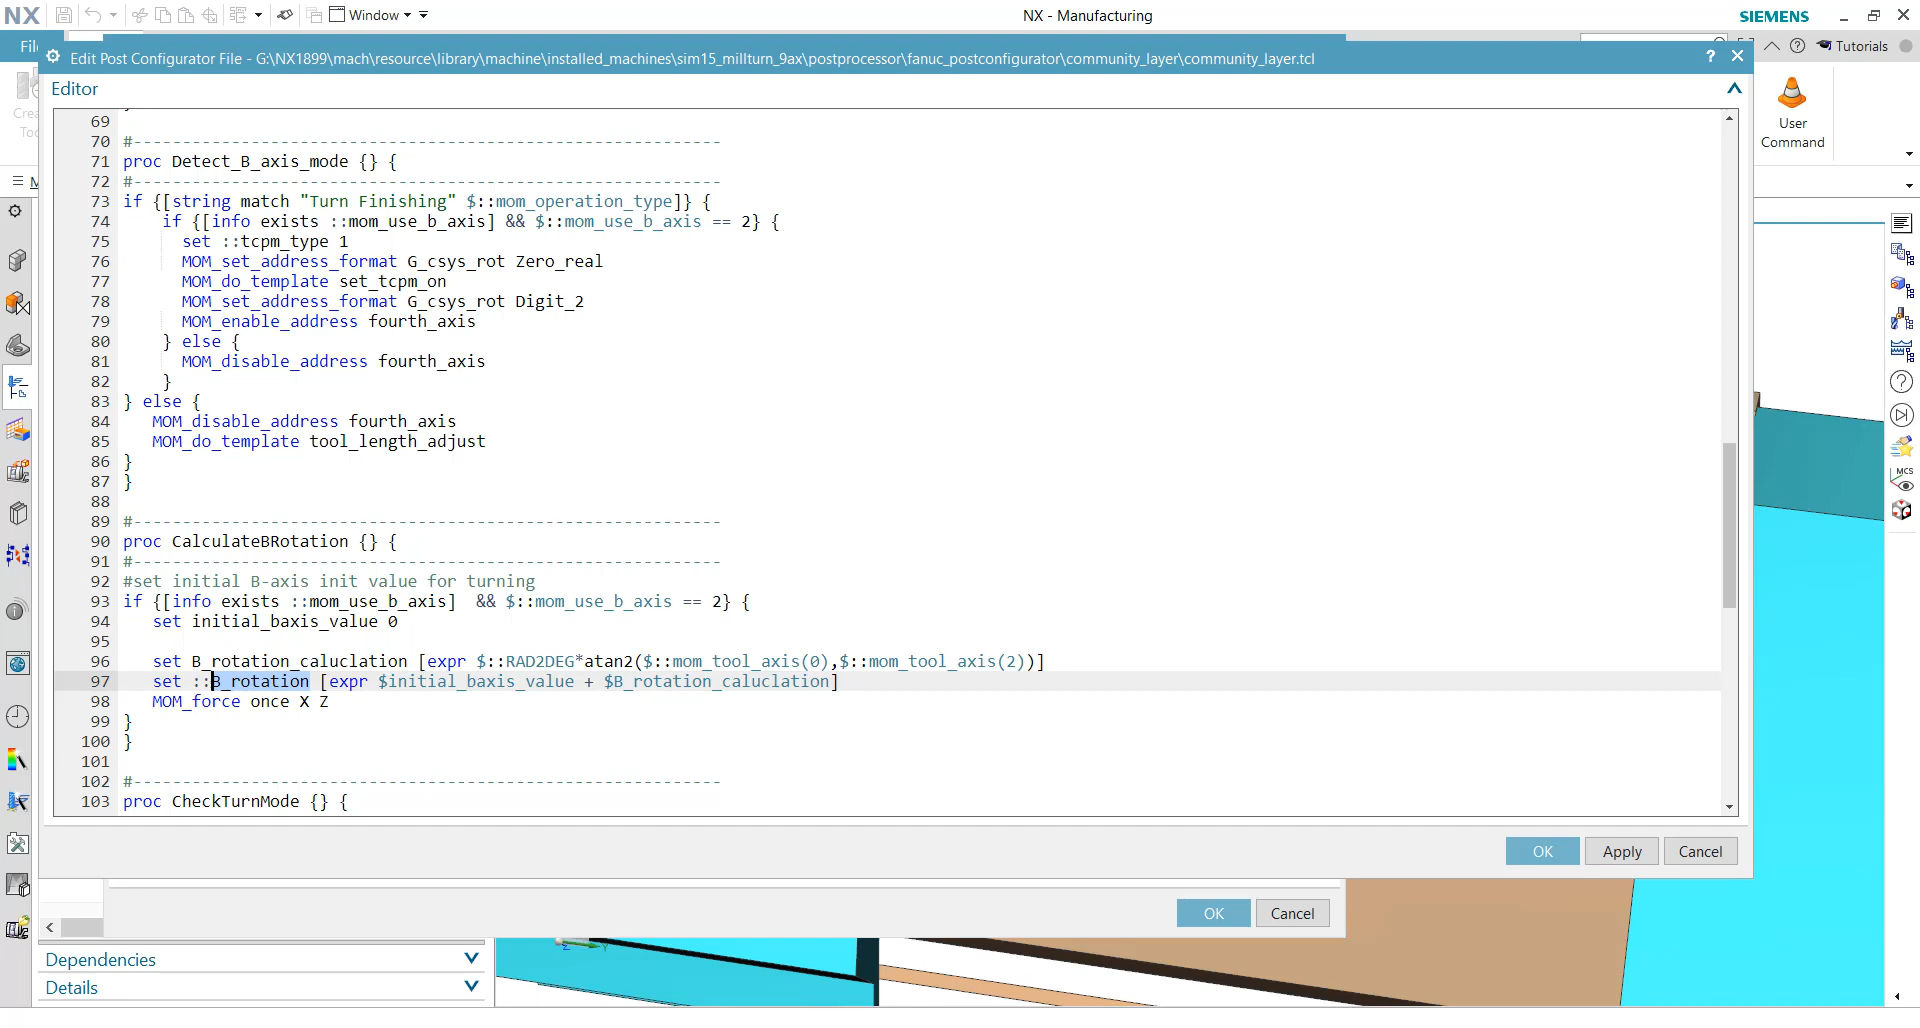 NX
Window
NX - Manufacturing
SIEMENS
Edit Post Configurator File - G:\NX1899\mach\resource\library\machine\installed_machines\sim15_millturn_9ax\postprocessor\fanuc_postconfigurator\community_layer\community_layer.tcl
Tutorials
Editor
User
Command
69
70 #------------------------------------------------------------
71 proc Detect_B_axis_mode {} {
72 #------------------------------------------------------------
73 if {[string match "Turn Finishing" $::mom_operation_type]} {
74     if {[info exists ::mom_use_b_axis] && $::mom_use_b_axis == 2} {
75       set ::tcpm_type 1
76       MOM_set_address_format G_csys_rot Zero_real
77       MOM_do_template set_tcpm_on
78       MOM_set_address_format G_csys_rot Digit_2
79       MOM_enable_address fourth_axis
80     } else {
81       MOM_disable_address fourth_axis
82     }
83 } else {
84    MOM_disable_address fourth_axis
85    MOM_do_template tool_length_adjust
86 }
87 }
88
89 #------------------------------------------------------------
90 proc CalculateBRotation {} {
91 #------------------------------------------------------------
92 #set initial B-axis init value for turning
93 if {[info exists ::mom_use_b_axis]  && $::mom_use_b_axis == 2} {
94    set initial_baxis_value 0
95
96    set B_rotation_caluclation [expr $::RAD2DEG*atan2($::mom_tool_axis(0),$::mom_tool_axis(2))]
97    set ::B_rotation [expr $initial_baxis_value + $B_rotation_caluclation]
98    MOM_force once X Z
99 }
100 }
101
102 #------------------------------------------------------------
103 proc CheckTurnMode {} {
OK
Apply
Cancel
OK
Cancel
Dependencies
Details
MCS